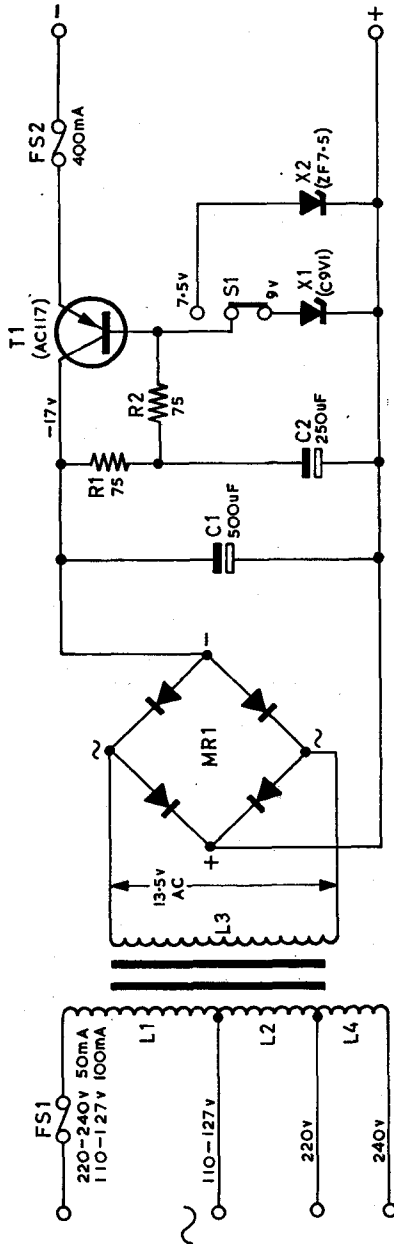 FS1
220-240V 50mA
110-127V 100mA
L1
110-127V
L2
220V
L4
240V
~
L3
13·5V
AC
~
+
MR1
-
~
C1
500uF
-17V
R1
75
R2
75
C2
250uF
T1
(AC117)
7·5V
S1
9V
X1
(C9V1)
X2
(ZF7·5)
FS2
400mA
-
+